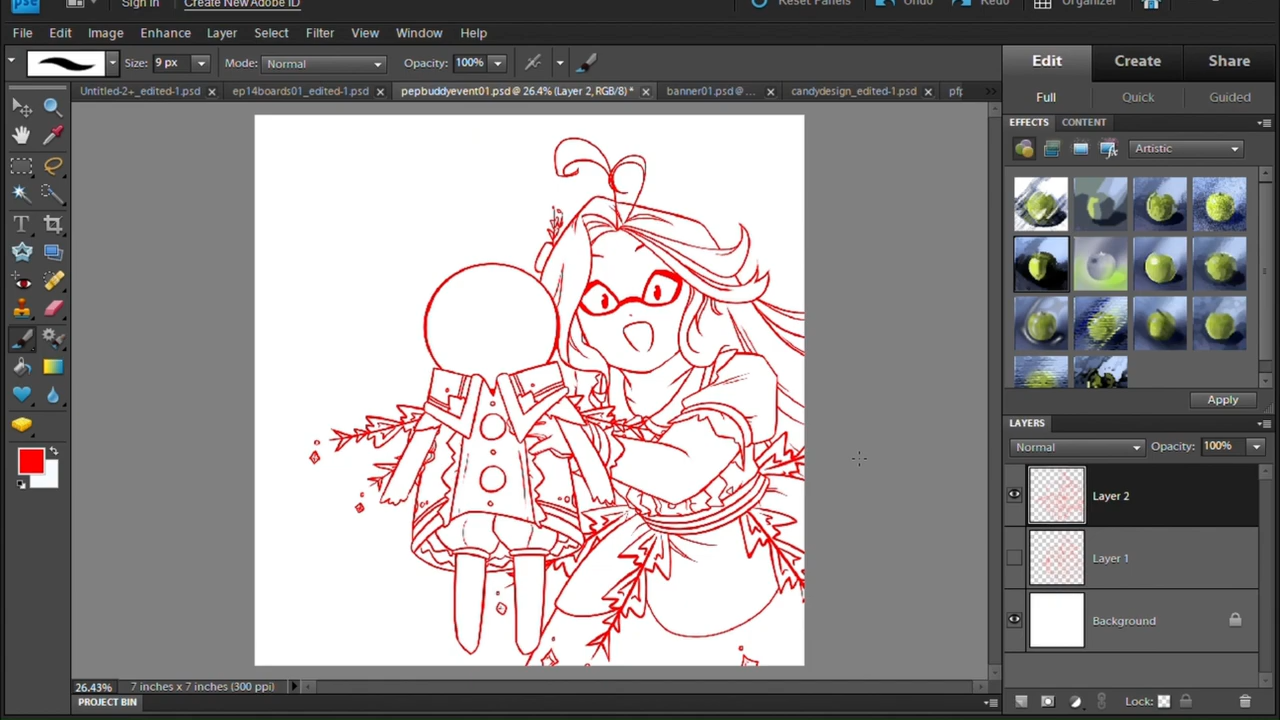 pse Sign In Create New Adobe ID Reset Panels Undo Redo Organizer
File Edit Image Enhance Layer Select Filter View Window Help
Size: 9 px Mode: Normal Opacity: 100%
Edit Create Share
Full Quick Guided
Untitled-2+_edited-1.psd ep14boards01_edited-1.psd pepbuddyevent01.psd @ 26.4% (Layer 2, RGB/8) * banner01.psd @ ... candydesign_edited-1.psd pfp
EFFECTS CONTENT
Artistic
Apply
LAYERS
Normal Opacity: 100%
Layer 2
Layer 1
Background
26.43% 7 inches x 7 inches (300 ppi)
Lock:
PROJECT BIN